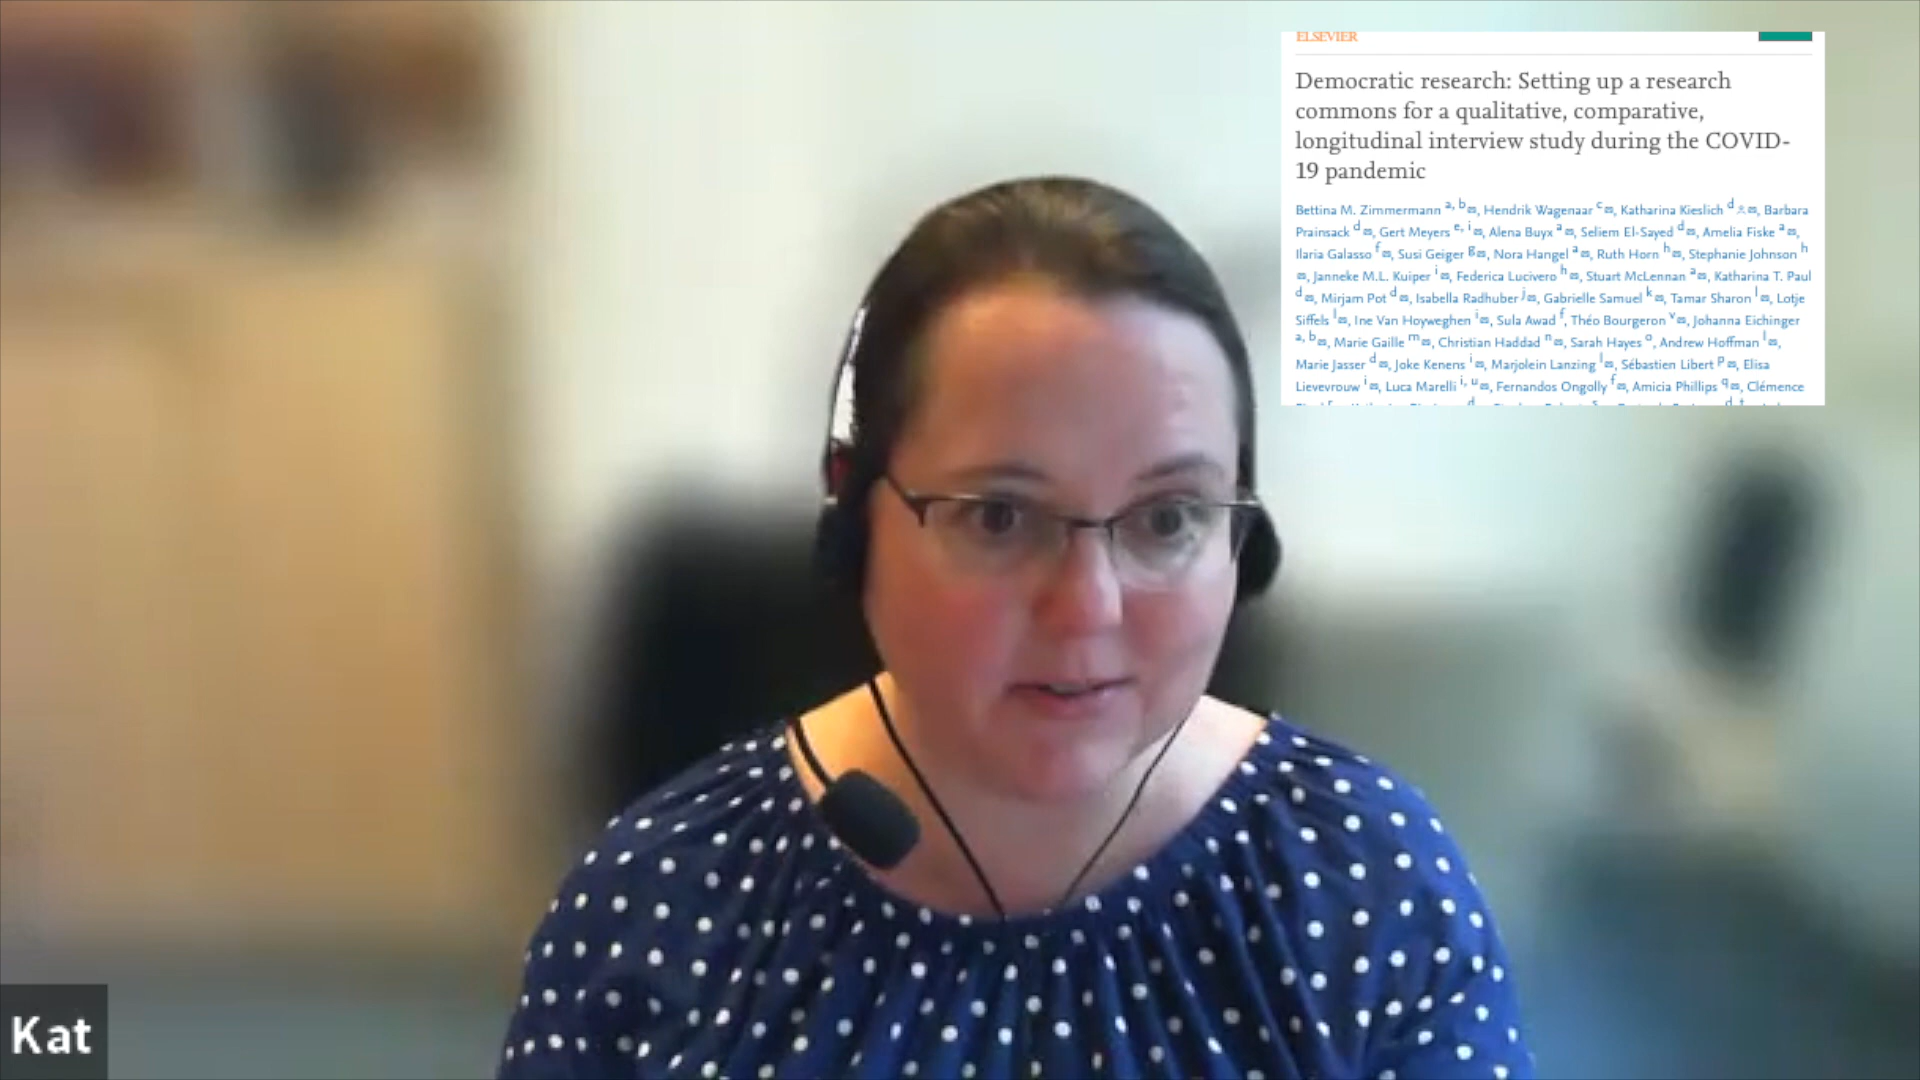 ELSEVIER
Democratic research: Setting up a research
commons for a qualitative, comparative,
longitudinal interview study during the COVID-
19 pandemic
Bettina M. Zimmermann a, b, Hendrik Wagenaar c, Katharina Kieslich d, Barbara
Prainsack d, Gert Meyers e, i, Alena Buyx a, Seliem El-Sayed d, Amelia Fiske a,
Ilaria Galasso f, Susi Geiger g, Nora Hangel a, Ruth Horn h, Stephanie Johnson h
, Janneke M.L. Kuiper i, Federica Lucivero h, Stuart McLennan a, Katharina T. Paul
d, Mirjam Pot d, Isabella Radhuber j, Gabrielle Samuel k, Tamar Sharon l, Lotje
Siffels l, Ine Van Hoyweghen i, Sula Awad f, Théo Bourgeron v, Johanna Eichinger
a, b, Marie Gaille m, Christian Haddad n, Sarah Hayes o, Andrew Hoffman l,
Marie Jasser d, Joke Kenens i, Marjolein Lanzing l, Sébastien Libert p, Elisa
Lievevrouw i, Luca Marelli i, u, Fernandos Ongolly f, Amicia Phillips q, Clémence
Kat